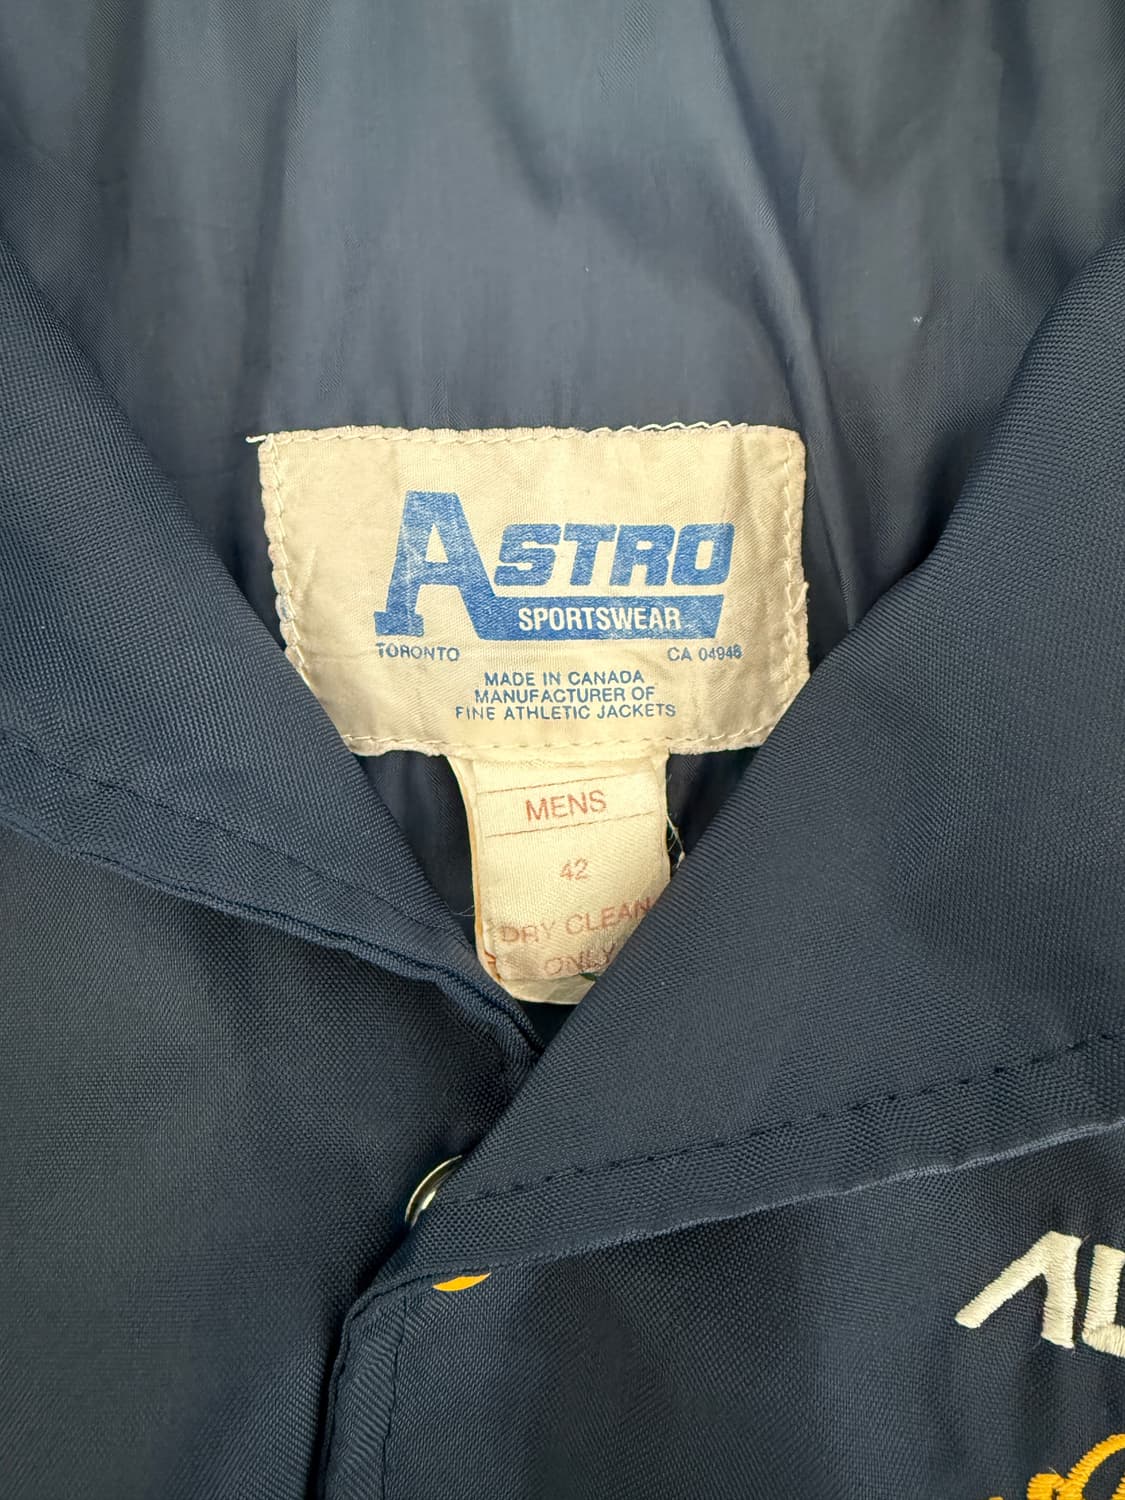 ASTRO
SPORTSWEAR
TORONTO CA 04946
MADE IN CANADA
MANUFACTURER OF
FINE ATHLETIC JACKETS
MENS
42
DRY CLEAN
ONLY